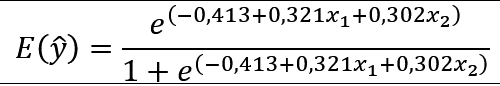 E(ŷ) = e^(−0,413+0,321x₁+0,302x₂) / 1 + e^(−0,413+0,321x₁+0,302x₂)